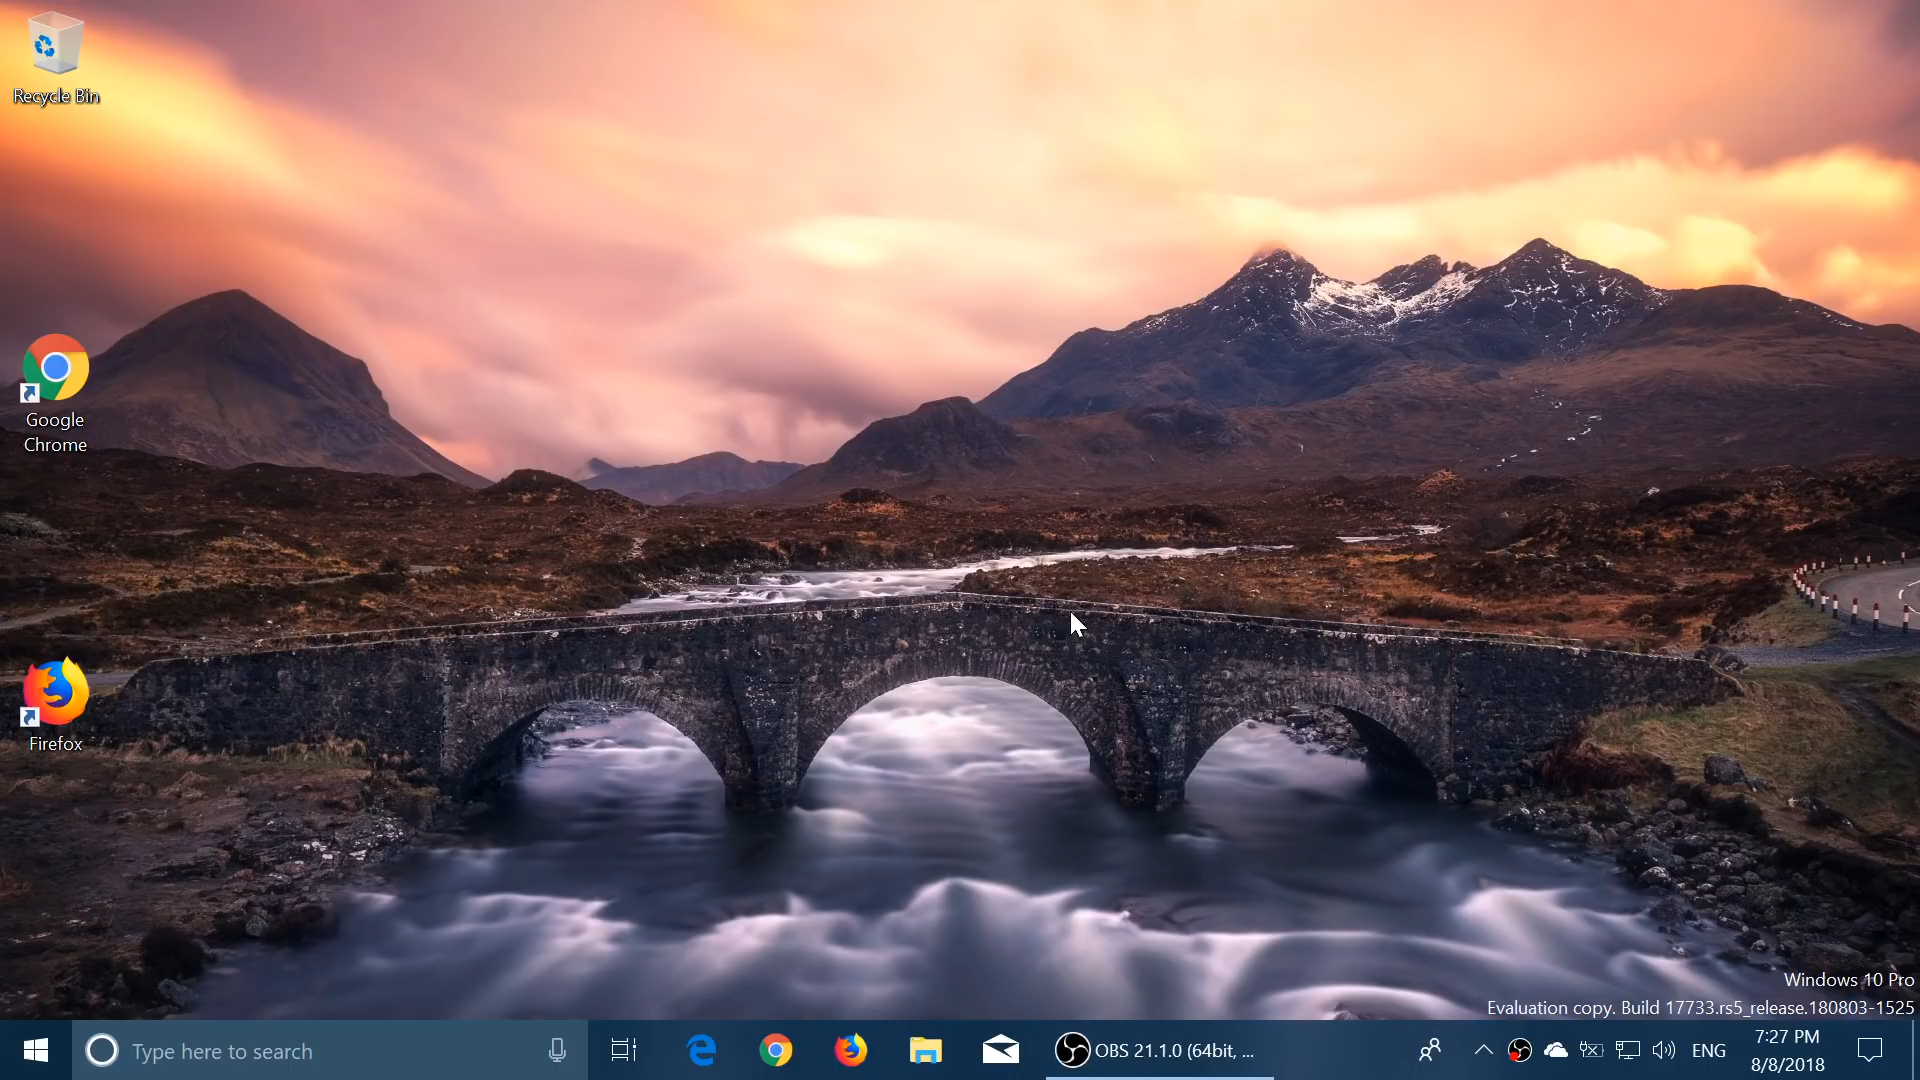 Recycle Bin
Google
Chrome
Firefox
Windows 10 Pro
Evaluation copy. Build 17733.rs5_release.180803-1525
Type here to search
OBS 21.1.0 (64bit, ...
ENG
7:27 PM
8/8/2018